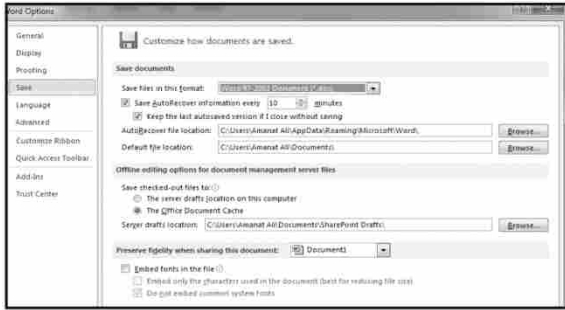 Word Options
General
Display
Proofing
Save
Language
Advanced
Customize Ribbon
Quick Access Toolbar
Add-Ins
Trust Center
Customize how documents are saved.
Save documents
Save files in this format: Word 97-2003 Document (*.doc)
Save AutoRecover information every 10 minutes
Keep the last autosaved version if I close without saving
AutoRecover file location: C:\Users\Amanat Ali\AppData\Roaming\Microsoft\Word\ Browse...
Default file location: C:\Users\Amanat Ali\Documents\ Browse...
Offline editing options for document management server files
Save checked-out files to:
The server drafts location on this computer
The Office Document Cache
Server drafts location: C:\Users\Amanat Ali\Documents\SharePoint Drafts\ Browse...
Preserve fidelity when sharing this document: Document1
Embed fonts in the file
Embed only the characters used in the document (best for reducing file size)
Do not embed common system fonts